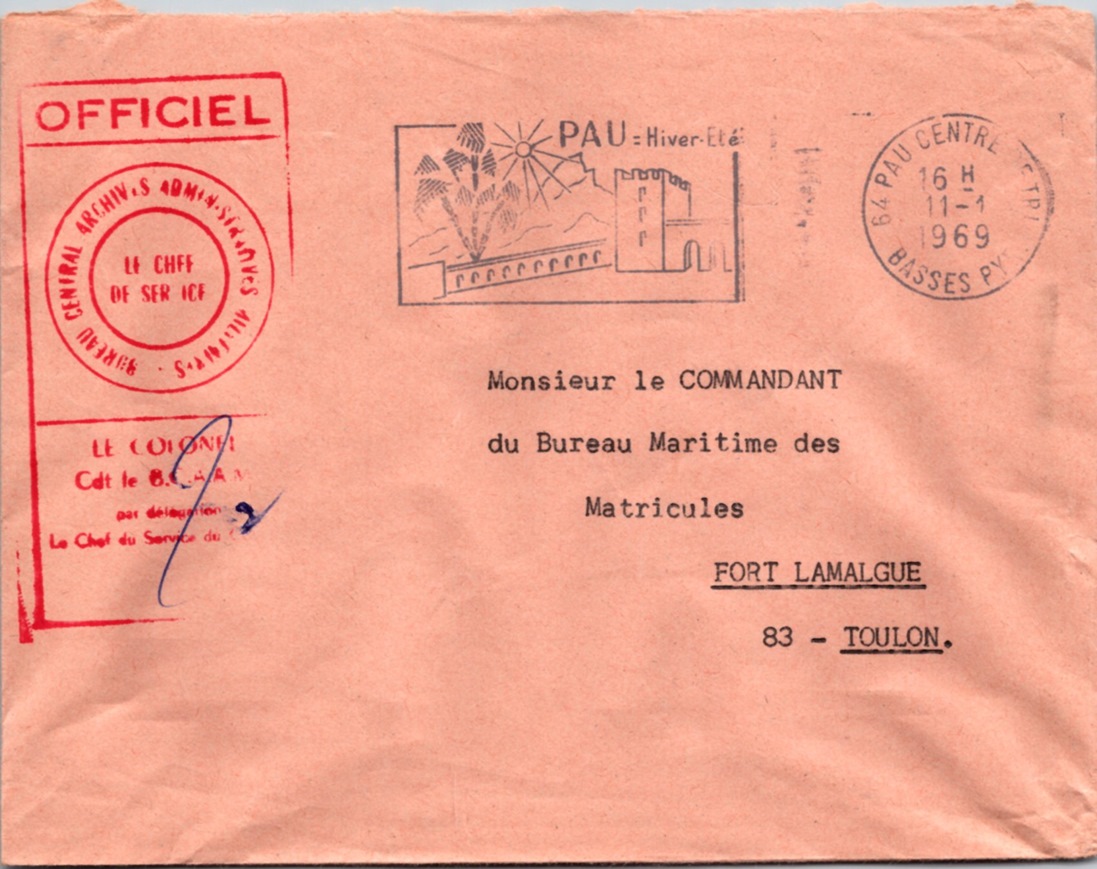 OFFICIEL
BUREAU CENTRAL ARCHIVES ADMINISTRATIVES MILITAIRES
LE CHEF
DE SERVICE
LE COLONEL
Cdt le B.C.A.A.M
par délégation
Le Chef du Service du
PAU = Hiver-Eté
64 PAU CENTRE TRI
16 H
11-1
1969
BASSES PY
Monsieur le COMMANDANT
du Bureau Maritime des
Matricules
FORT LAMALGUE
83 - TOULON.